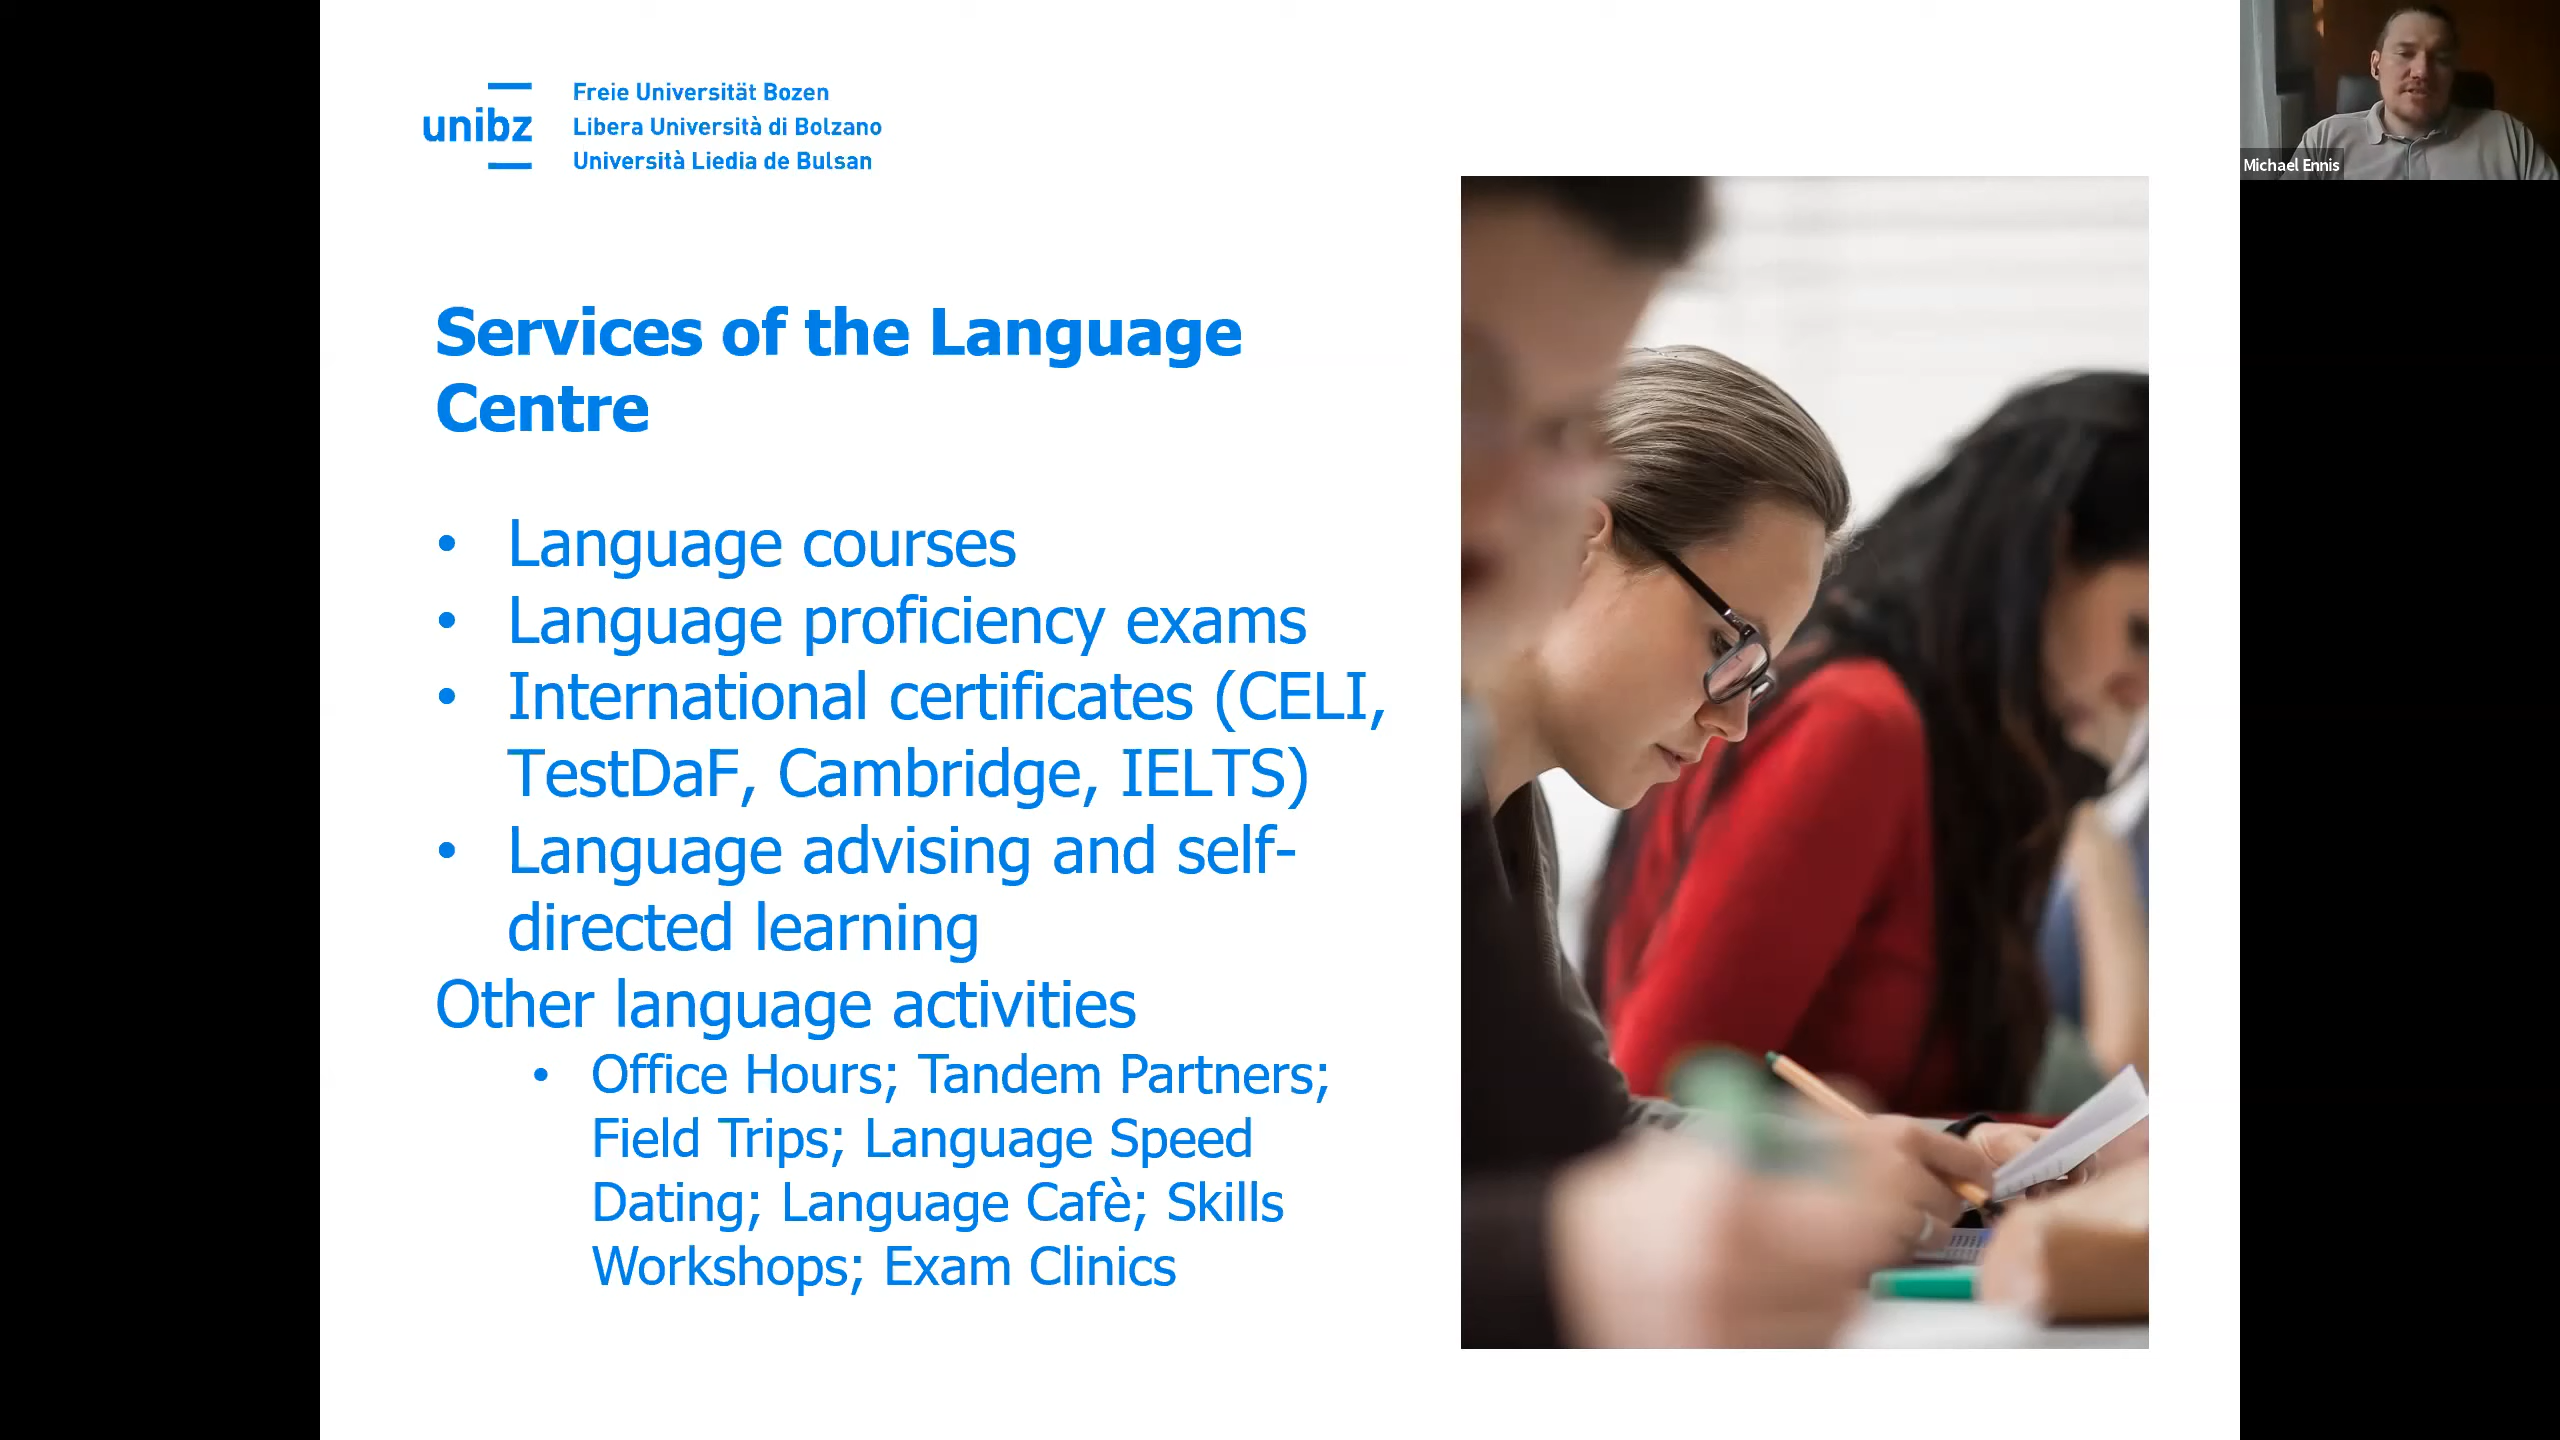 unibz
Freie Universität Bozen
Libera Università di Bolzano
Università Liedia de Bulsan
Michael Ennis
Services of the Language
Centre
• Language courses
• Language proficiency exams
• International certificates (CELI,
TestDaF, Cambridge, IELTS)
• Language advising and self-
directed learning
Other language activities
• Office Hours; Tandem Partners;
Field Trips; Language Speed
Dating; Language Cafè; Skills
Workshops; Exam Clinics